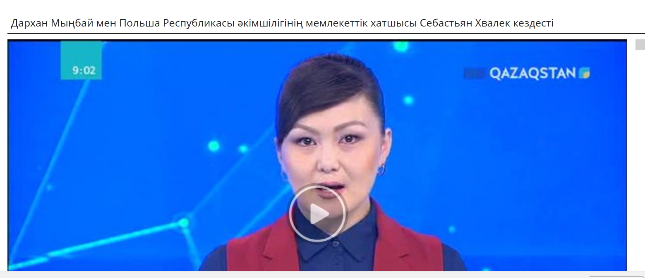 Дархан Мыңбай мен Польша Республикасы әкімшілігінің мемлекеттік хатшысы Себастьян Хвалек кездесті
9:02
QAZAQSTAN